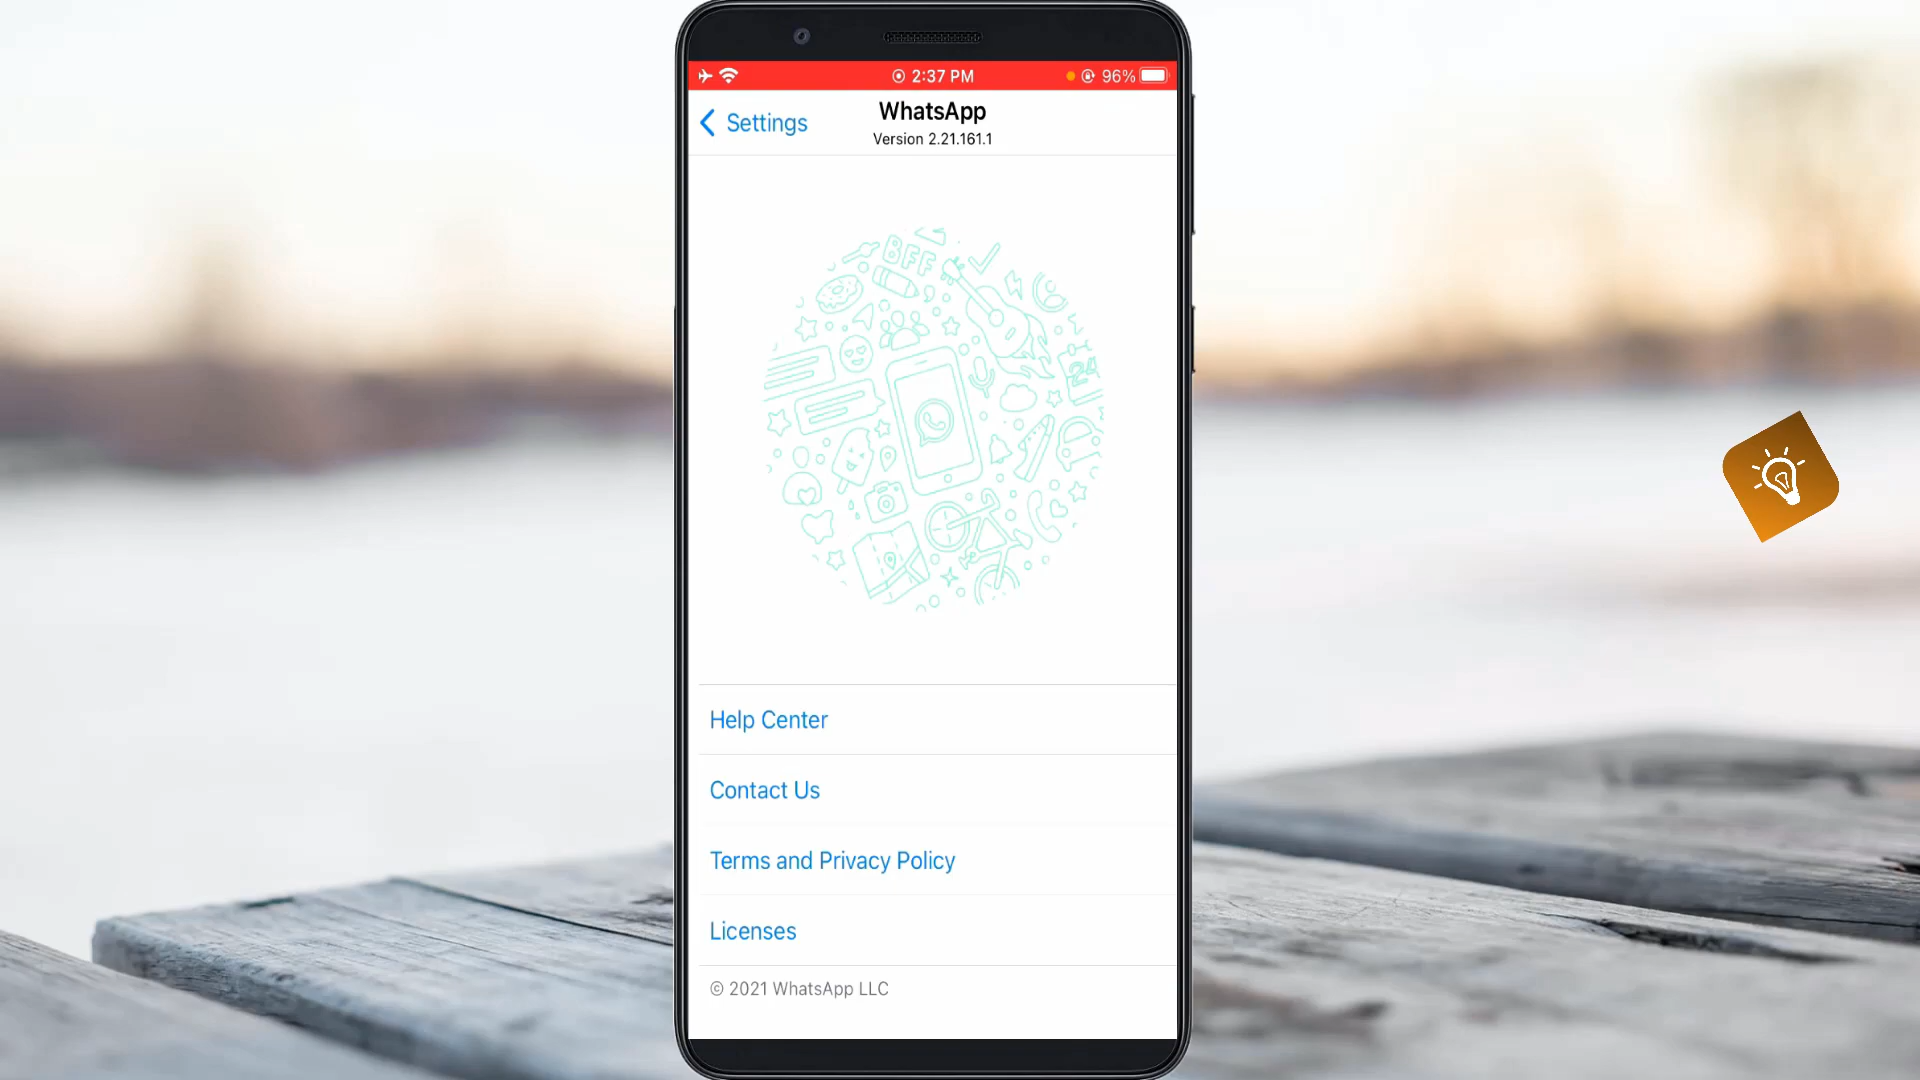 2:37 PM
96%
Settings
WhatsApp
Version 2.21.161.1
BFF
24
Help Center
Contact Us
Terms and Privacy Policy
Licenses
© 2021 WhatsApp LLC